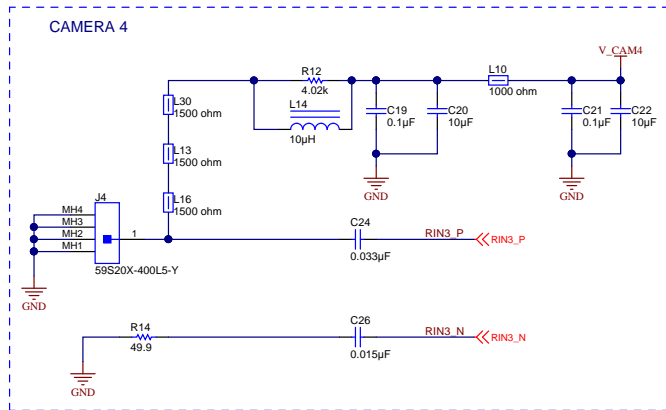 CAMERA 4
V_CAM4
R12
4.02k
L10
1000 ohm
L30
1500 ohm
L14
10µH
C19
0.1µF
C20
10µF
C21
0.1µF
C22
10µF
GND
GND
L13
1500 ohm
L16
1500 ohm
J4
MH4
MH3
MH2
MH1
1
59S20X-400L5-Y
C24
0.033µF
RIN3_P
RIN3_P
GND
R14
49.9
C26
0.015µF
RIN3_N
RIN3_N
GND